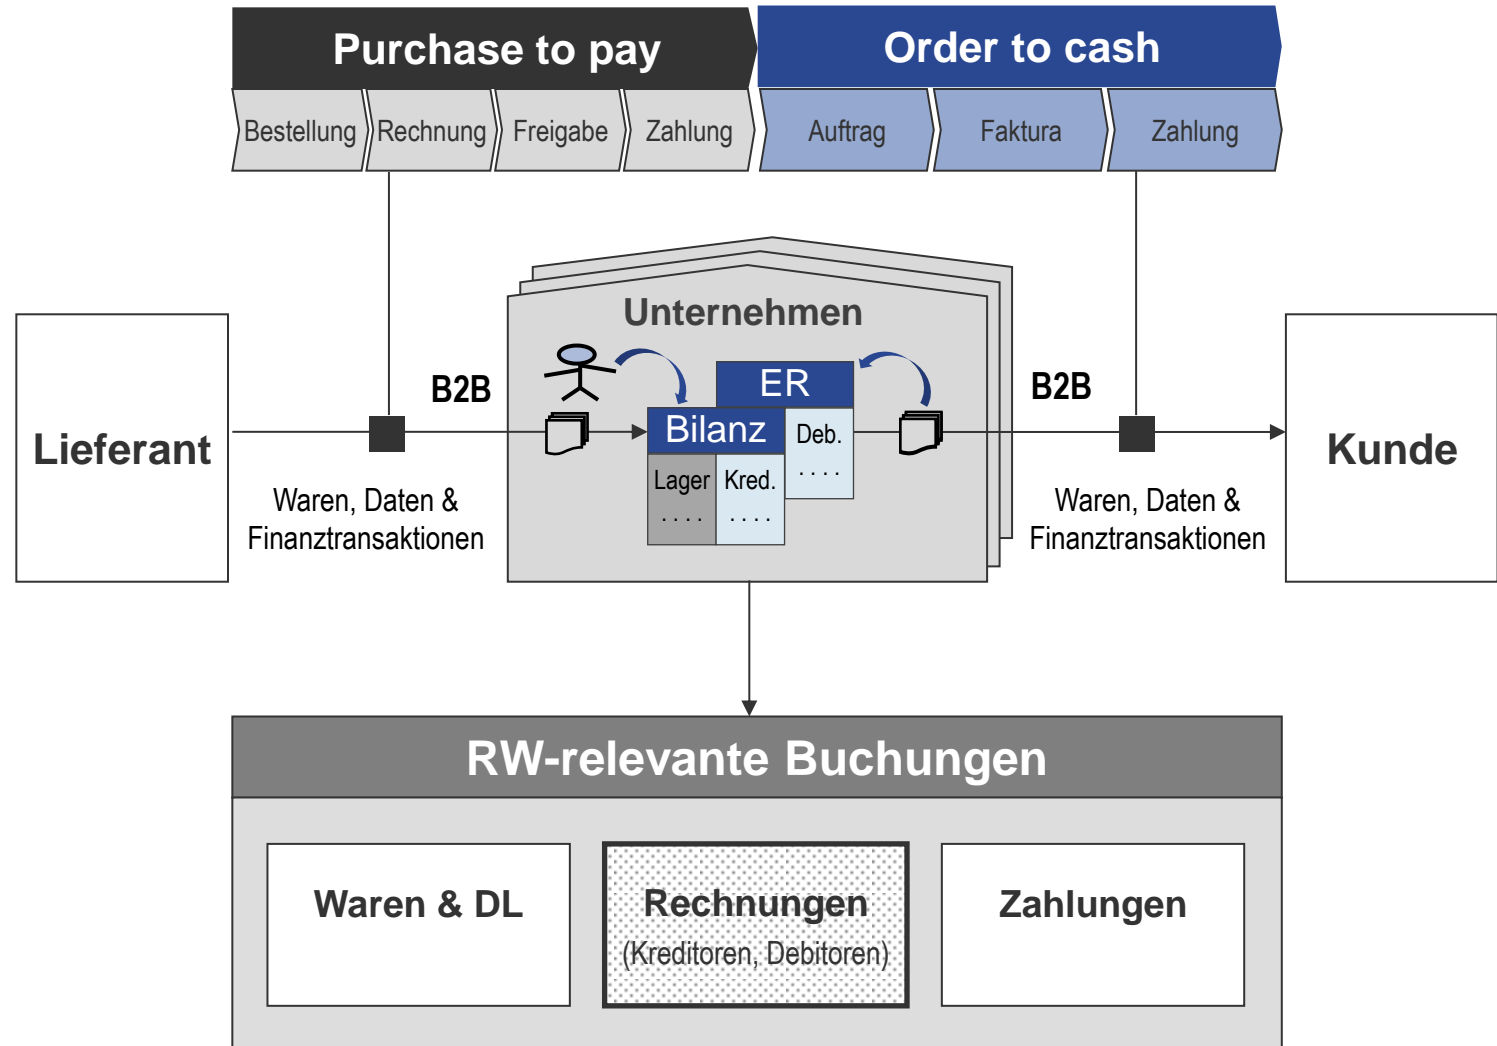 Purchase to pay
Order to cash
Bestellung
Rechnung
Freigabe
Zahlung
Auftrag
Faktura
Zahlung
Unternehmen
Lieferant
B2B
Waren, Daten &
Finanztransaktionen
ER
Bilanz
Deb.
. . . .
Lager
. . . .
Kred.
. . . .
B2B
Waren, Daten &
Finanztransaktionen
Kunde
RW-relevante Buchungen
Waren & DL
Rechnungen
(Kreditoren, Debitoren)
Zahlungen